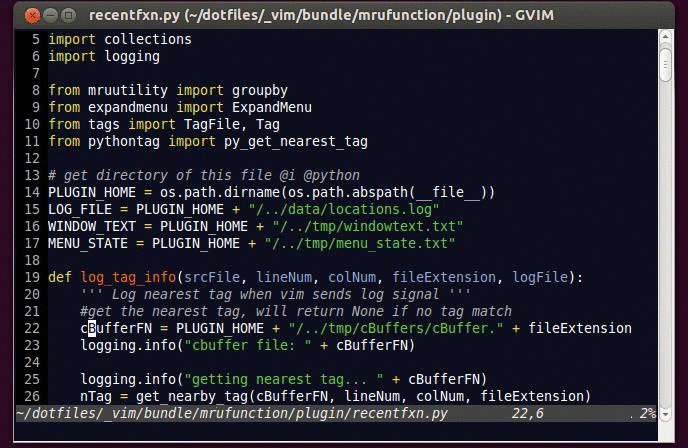 recentfxn.py (~/dotfiles/_vim/bundle/mrufunction/plugin) - GVIM
5 import collections
6 import logging
7
8 from mruutility import groupby
9 from expandmenu import ExpandMenu
10 from tags import TagFile, Tag
11 from pythontag import py_get_nearest_tag
12
13 # get directory of this file @i @python
14 PLUGIN_HOME = os.path.dirname(os.path.abspath(__file__))
15 LOG_FILE = PLUGIN_HOME + "/../data/locations.log"
16 WINDOW_TEXT = PLUGIN_HOME + "/../tmp/windowtext.txt"
17 MENU_STATE = PLUGIN_HOME + "/../tmp/menu_state.txt"
18
19 def log_tag_info(srcFile, lineNum, colNum, fileExtension, logFile):
20     ''' Log nearest tag when vim sends log signal '''
21     #get the nearest tag, will return None if no tag match
22     cBufferFN = PLUGIN_HOME + "/../tmp/cBuffers/cBuffer." + fileExtension
23     logging.info("cbuffer file: " + cBufferFN)
24
25     logging.info("getting nearest tag... " + cBufferFN)
26     nTag = get_nearby_tag(cBufferFN, lineNum, colNum, fileExtension)
~/dotfiles/_vim/bundle/mrufunction/plugin/recentfxn.py 22,6 . 2%